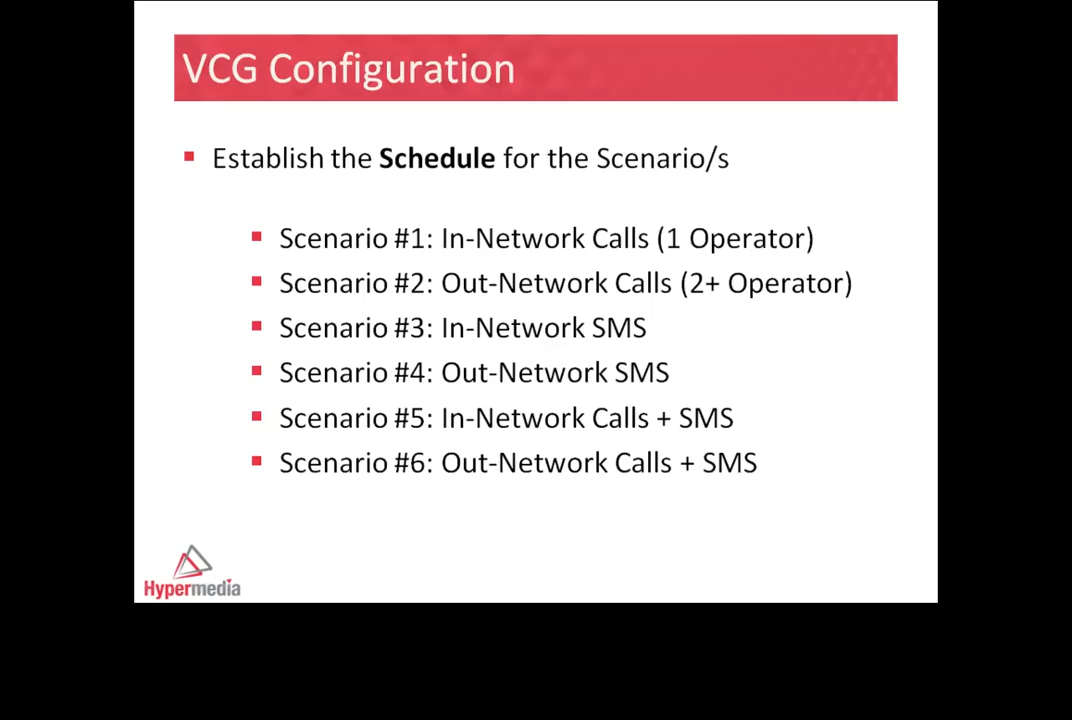 VCG Configuration
Establish the Schedule for the Scenario/s
Scenario #1: In-Network Calls (1 Operator)
Scenario #2: Out-Network Calls (2+ Operator)
Scenario #3: In-Network SMS
Scenario #4: Out-Network SMS
Scenario #5: In-Network Calls + SMS
Scenario #6: Out-Network Calls + SMS
Hypermedia